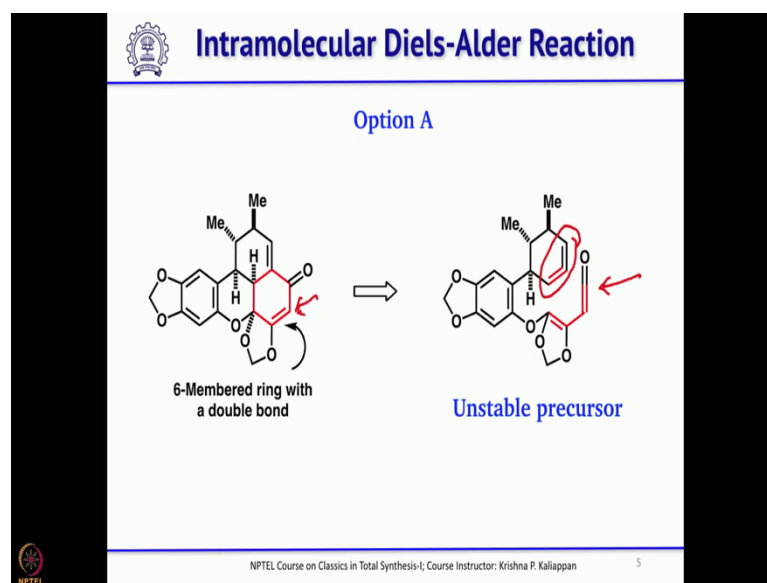 Intramolecular Diels-Alder Reaction
Option A
Me
Me
H
O
O
H
O
O
O
O
6-Membered ring with
a double bond
Me
Me
O
O
H
O
O
O
O
Unstable precursor
NPTEL Course on Classics in Total Synthesis-I; Course Instructor: Krishna P. Kaliappan
5
NPTEL